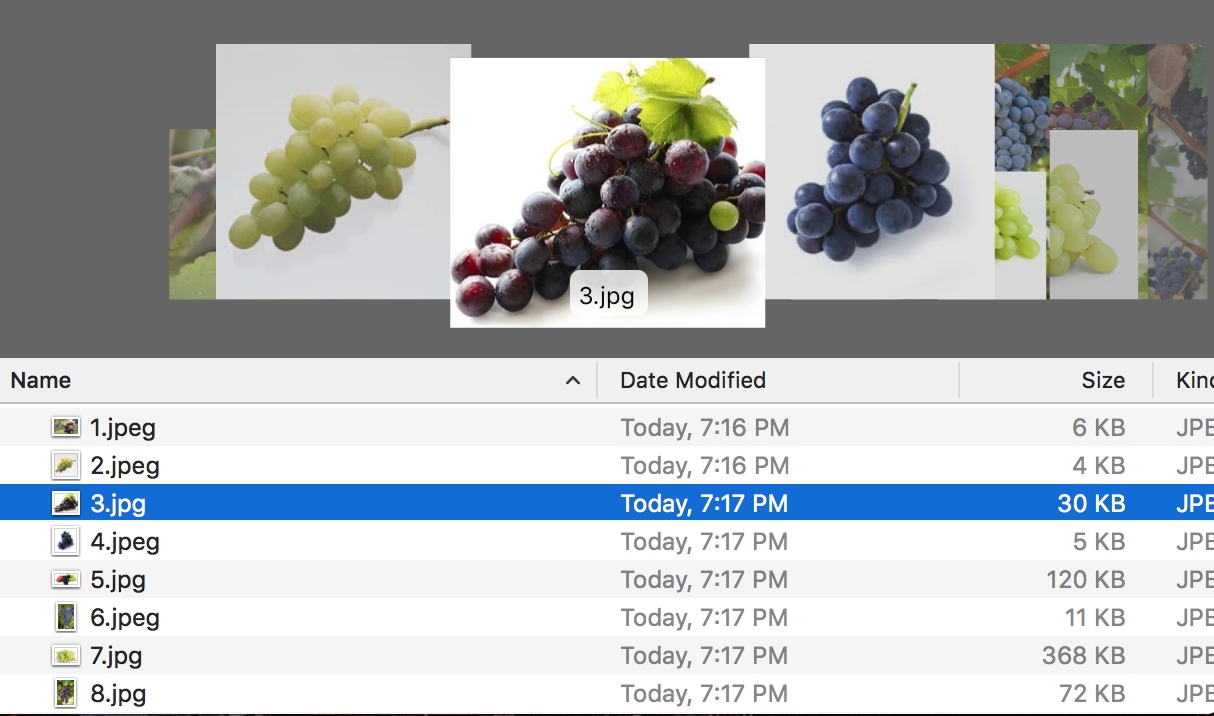 3.jpg
Name Date Modified Size Kind
1.jpeg Today, 7:16 PM 6 KB JPE
2.jpeg Today, 7:16 PM 4 KB JPE
3.jpg Today, 7:17 PM 30 KB JPE
4.jpeg Today, 7:17 PM 5 KB JPE
5.jpg Today, 7:17 PM 120 KB JPE
6.jpeg Today, 7:17 PM 11 KB JPE
7.jpg Today, 7:17 PM 368 KB JPE
8.jpg Today, 7:17 PM 72 KB JPE